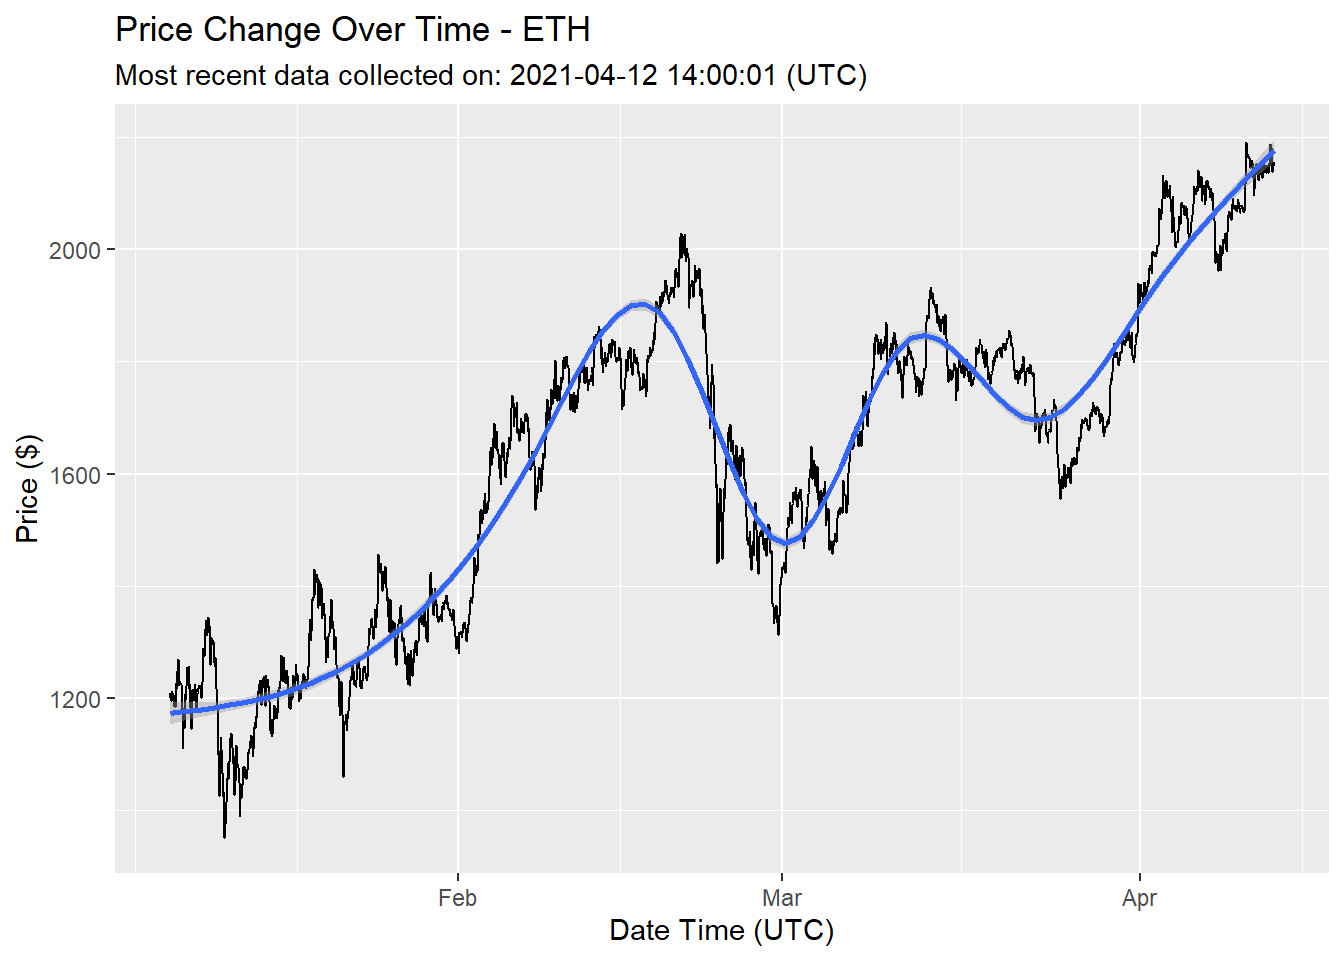 Price Change Over Time - ETH
Most recent data collected on: 2021-04-12 14:00:01 (UTC)
Price ($)
2000
1600
1200
Feb
Mar
Apr
Date Time (UTC)